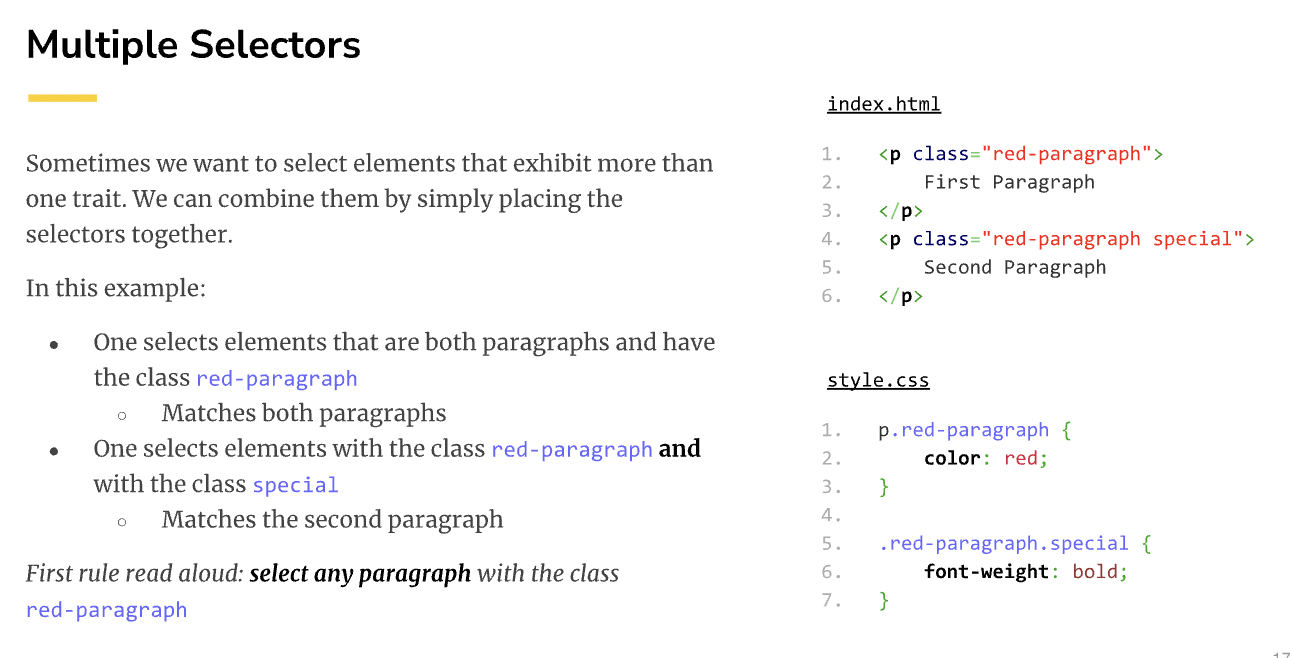 Multiple Selectors
Sometimes we want to select elements that exhibit more than
one trait. We can combine them by simply placing the
selectors together.
In this example:
● One selects elements that are both paragraphs and have
the class red-paragraph
○ Matches both paragraphs
● One selects elements with the class red-paragraph and
with the class special
○ Matches the second paragraph
First rule read aloud: select any paragraph with the class
red-paragraph
index.html
1. <p class="red-paragraph">
2. First Paragraph
3. </p>
4. <p class="red-paragraph special">
5. Second Paragraph
6. </p>
style.css
1. p.red-paragraph {
2. color: red;
3. }
4.
5. .red-paragraph.special {
6. font-weight: bold;
7. }
17